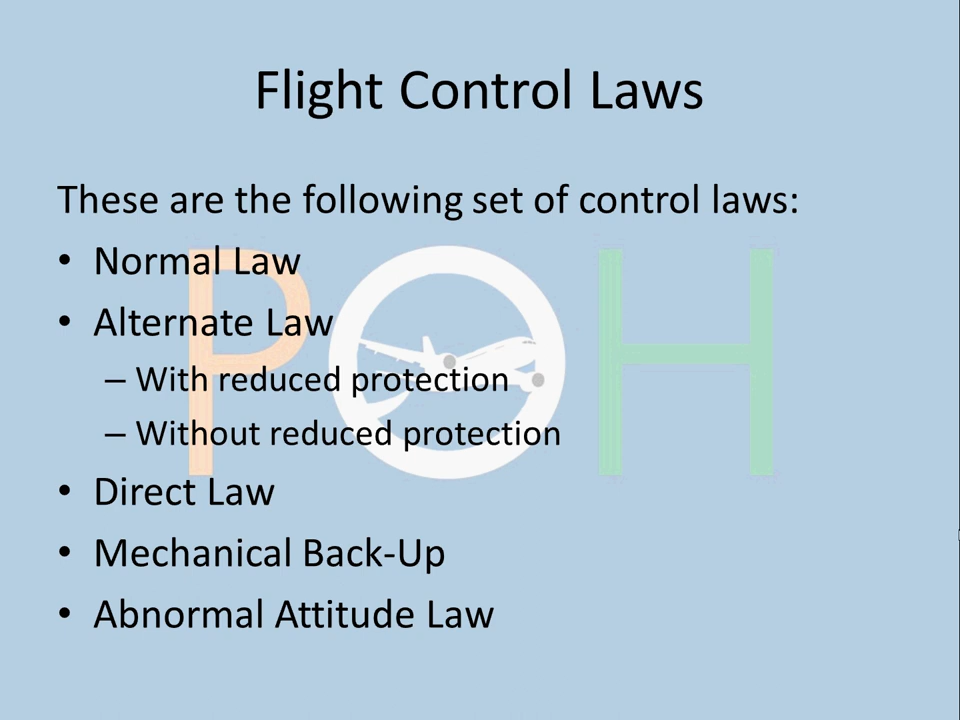 Flight Control Laws
These are the following set of control laws:
• Normal Law
• Alternate Law
– With reduced protection
– Without reduced protection
• Direct Law
• Mechanical Back-Up
• Abnormal Attitude Law
POH